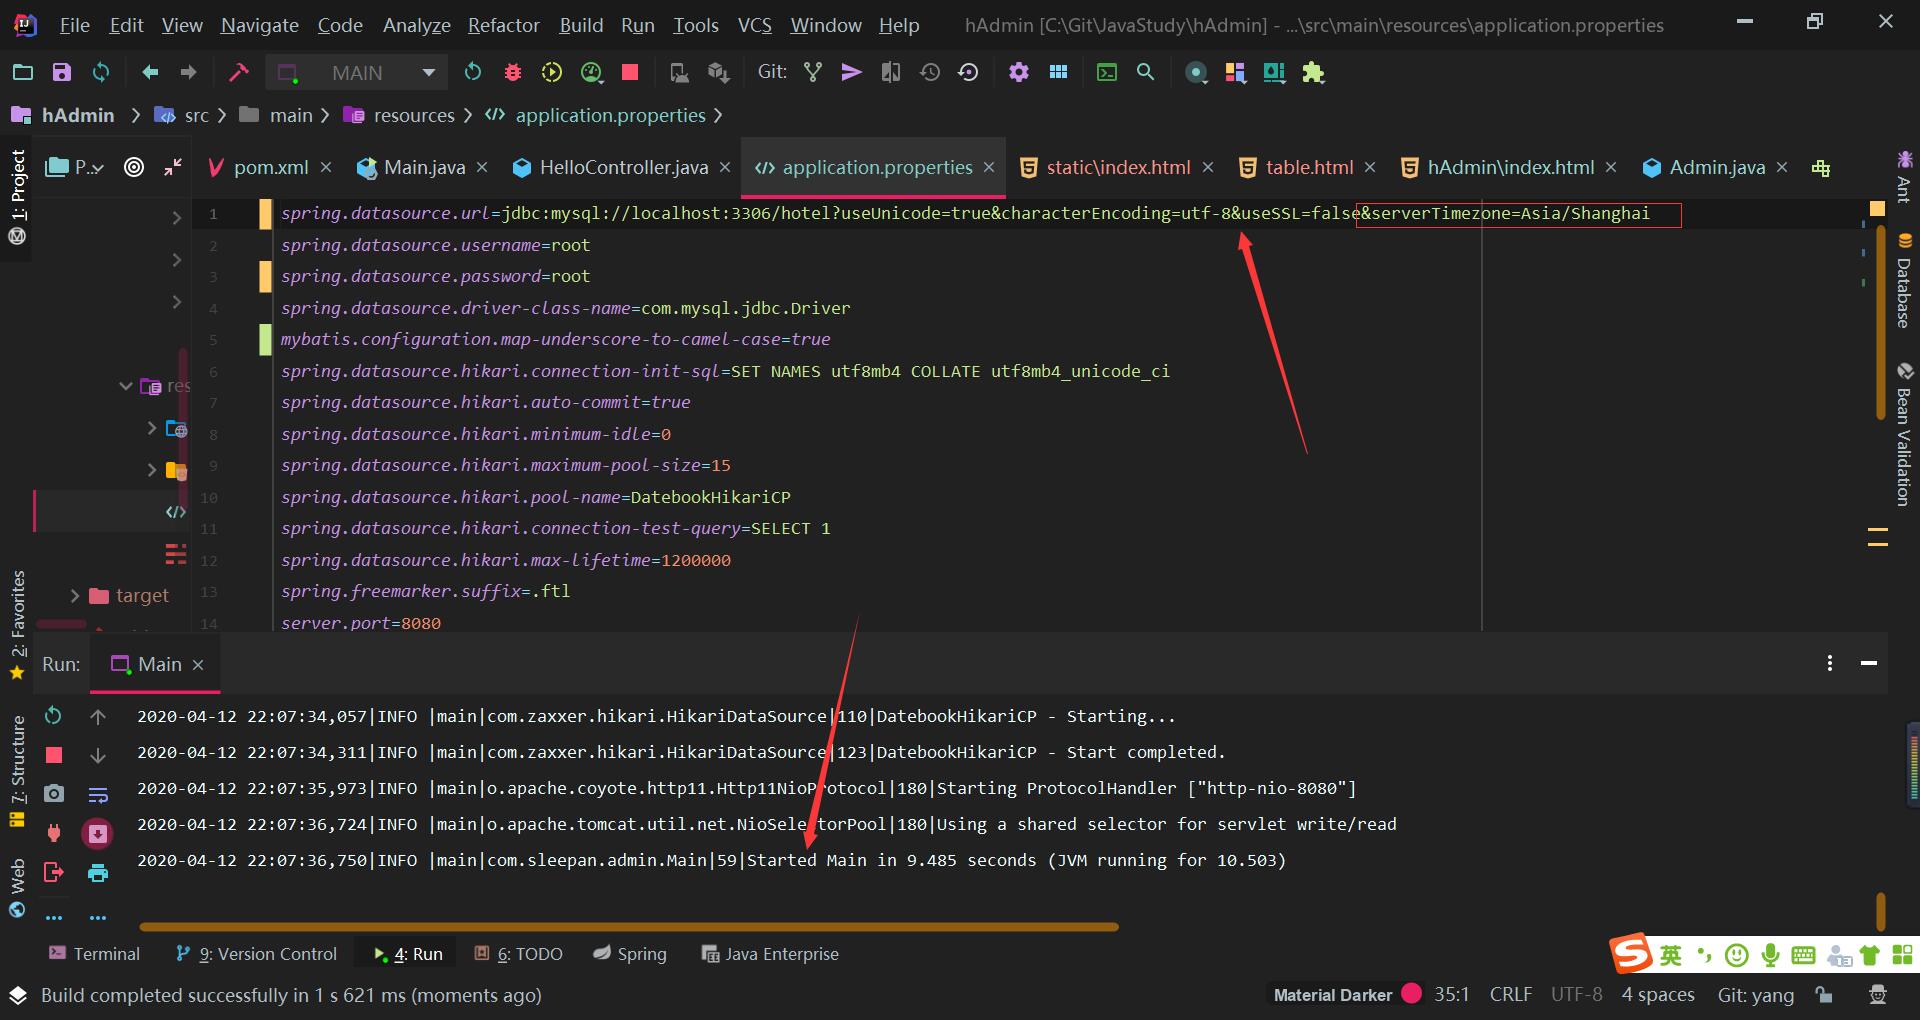 File Edit View Navigate Code Analyze Refactor Build Run Tools VCS Window Help hAdmin [C:\Git\JavaStudy\hAdmin] - ...\src\main\resources\application.properties
MAIN Git:
hAdmin src main resources application.properties
1: Project
P..
pom.xml Main.java HelloController.java application.properties static\index.html table.html hAdmin\index.html Admin.java
Ant
Database
Bean Validation
1 spring.datasource.url=jdbc:mysql://localhost:3306/hotel?useUnicode=true&characterEncoding=utf-8&useSSL=false&serverTimezone=Asia/Shanghai
2 spring.datasource.username=root
3 spring.datasource.password=root
4 spring.datasource.driver-class-name=com.mysql.jdbc.Driver
5 mybatis.configuration.map-underscore-to-camel-case=true
6 spring.datasource.hikari.connection-init-sql=SET NAMES utf8mb4 COLLATE utf8mb4_unicode_ci
7 spring.datasource.hikari.auto-commit=true
8 spring.datasource.hikari.minimum-idle=0
9 spring.datasource.hikari.maximum-pool-size=15
10 spring.datasource.hikari.pool-name=DatebookHikariCP
11 spring.datasource.hikari.connection-test-query=SELECT 1
12 spring.datasource.hikari.max-lifetime=1200000
13 spring.freemarker.suffix=.ftl
14 server.port=8080
res
target
2: Favorites
7: Structure
Web
Run: Main
2020-04-12 22:07:34,057|INFO |main|com.zaxxer.hikari.HikariDataSource|110|DatebookHikariCP - Starting...
2020-04-12 22:07:34,311|INFO |main|com.zaxxer.hikari.HikariDataSource|123|DatebookHikariCP - Start completed.
2020-04-12 22:07:35,973|INFO |main|o.apache.coyote.http11.Http11NioProtocol|180|Starting ProtocolHandler ["http-nio-8080"]
2020-04-12 22:07:36,724|INFO |main|o.apache.tomcat.util.net.NioSelectorPool|180|Using a shared selector for servlet write/read
2020-04-12 22:07:36,750|INFO |main|com.sleepan.admin.Main|59|Started Main in 9.485 seconds (JVM running for 10.503)
Terminal 9: Version Control 4: Run 6: TODO Spring Java Enterprise
英 13
Build completed successfully in 1 s 621 ms (moments ago) Material Darker 35:1 CRLF UTF-8 4 spaces Git: yang